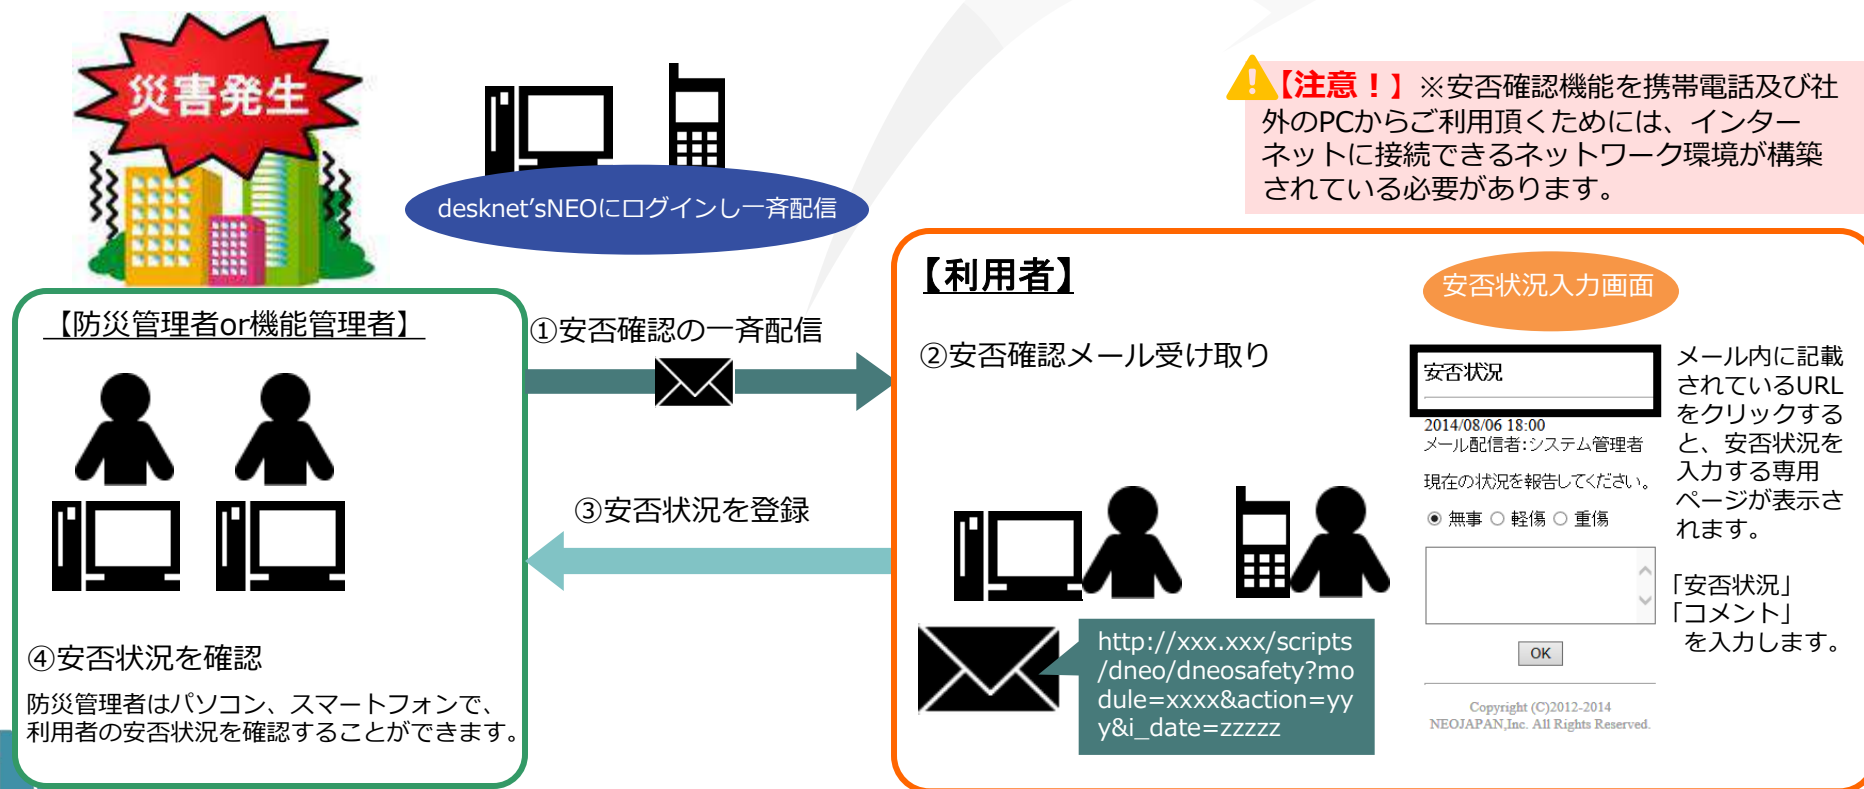 災害発生
desknet'sNEOにログインし一斉配信
【注意！】※安否確認機能を携帯電話及び社
外のPCからご利用頂くためには、インター
ネットに接続できるネットワーク環境が構築
されている必要があります。
【防災管理者or機能管理者】
①安否確認の一斉配信
③安否状況を登録
④安否状況を確認
防災管理者はパソコン、スマートフォンで、
利用者の安否状況を確認することができます。
【利用者】
②安否確認メール受け取り
http://xxx.xxx/scripts
/dneo/dneosafety?mo
dule=xxxx&action=yy
y&i_date=zzzzz
安否状況入力画面
安否状況
2014/08/06 18:00
メール配信者:システム管理者
現在の状況を報告してください。
無事 軽傷 重傷
OK
Copyright (C)2012-2014
NEOJAPAN,Inc. All Rights Reserved.
メール内に記載
されているURL
をクリックする
と、安否状況を
入力する専用
ページが表示さ
れます。
「安否状況」
「コメント」
を入力します。